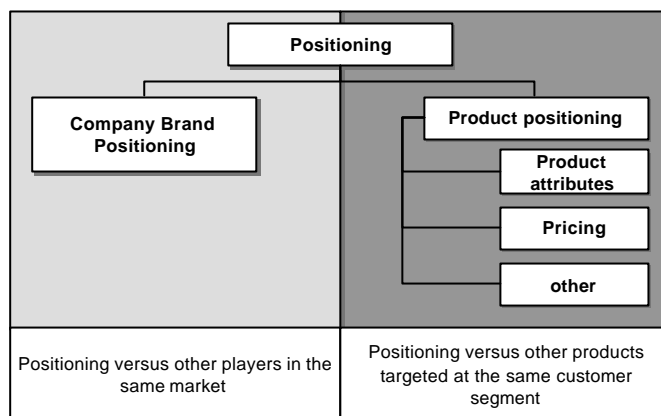 Positioning
Company Brand
Positioning
Product positioning
Product
attributes
Pricing
other
Positioning versus other players in the
same market
Positioning versus other products
targeted at the same customer
segment